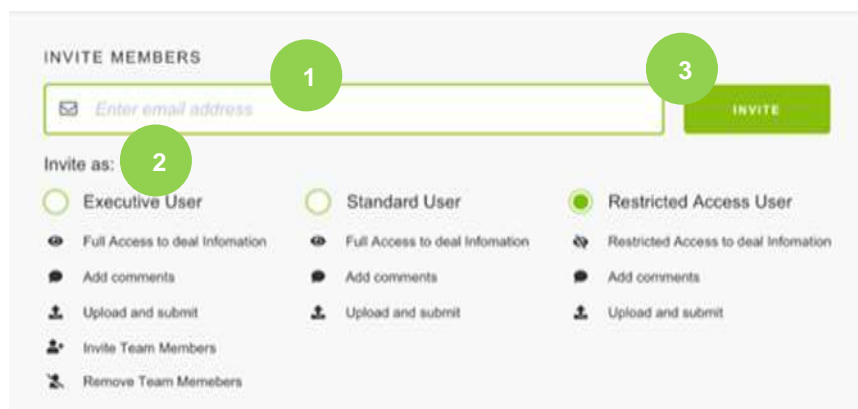 INVITE MEMBERS
1
3
Enter email address
INVITE
Invite as:
2
Executive User
Standard User
Restricted Access User
Full Access to deal Infomation
Full Access to deal Infomation
Restricted Access to deal Infomation
Add comments
Add comments
Add comments
Upload and submit
Upload and submit
Upload and submit
Invite Team Members
Remove Team Memebers